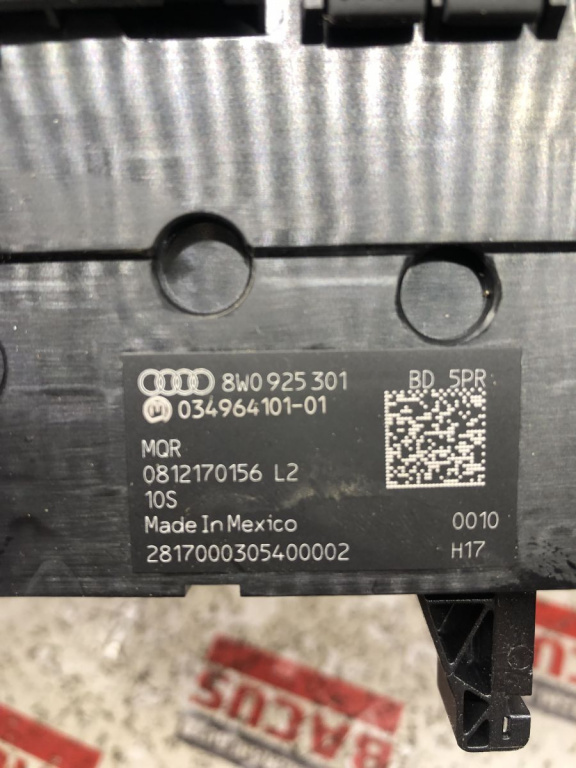 8W0 925 301 BD 5PR
M 034964101-01
MQR
0812170156 L2
10S
Made In Mexico 0010
2817000305400002 H17
BACUS